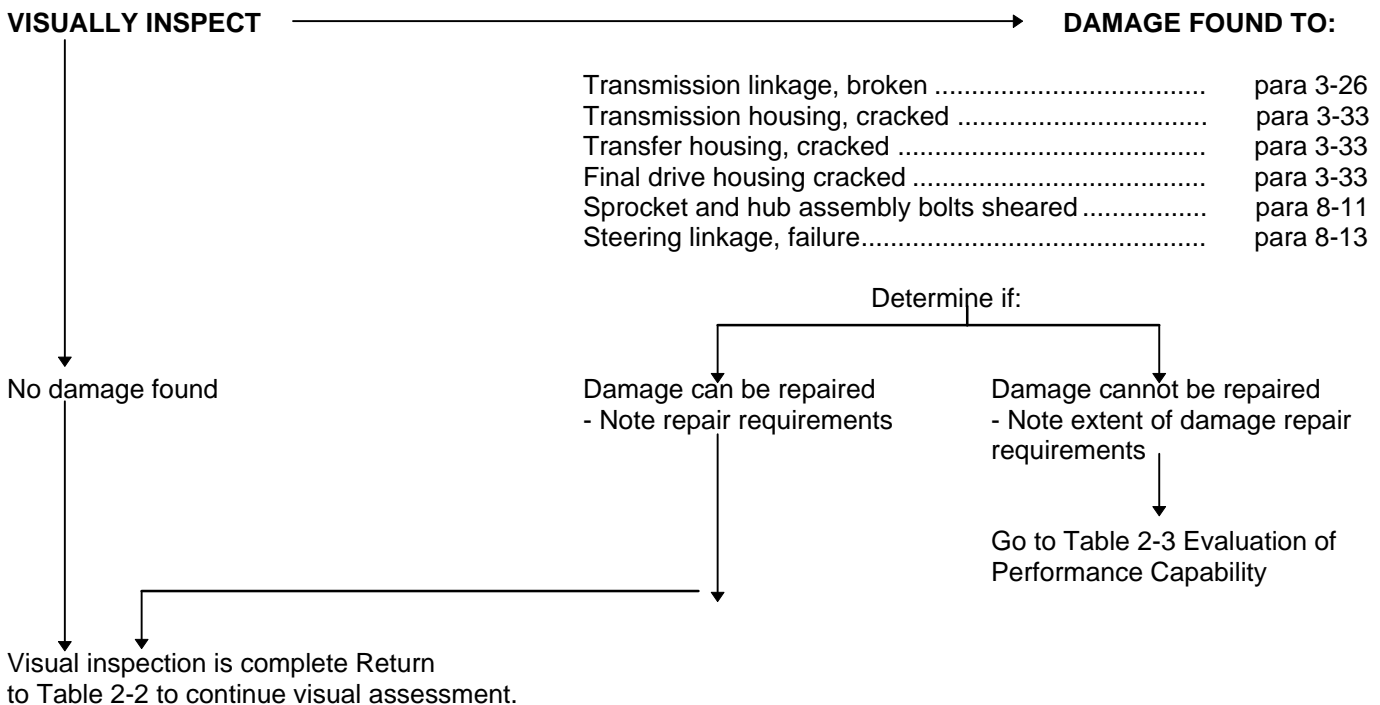 VISUALLY INSPECT DAMAGE FOUND TO:
Transmission linkage, broken .................................... para 3-26
Transmission housing, cracked ................................. para 3-33
Transfer housing, cracked ......................................... para 3-33
Final drive housing cracked ....................................... para 3-33
Sprocket and hub assembly bolts sheared ................. para 8-11
Steering linkage, failure.............................................. para 8-13
Determine if:
No damage found
Damage can be repaired
- Note repair requirements
Damage cannot be repaired
- Note extent of damage repair
requirements
Go to Table 2-3 Evaluation of
Performance Capability
Visual inspection is complete Return
to Table 2-2 to continue visual assessment.